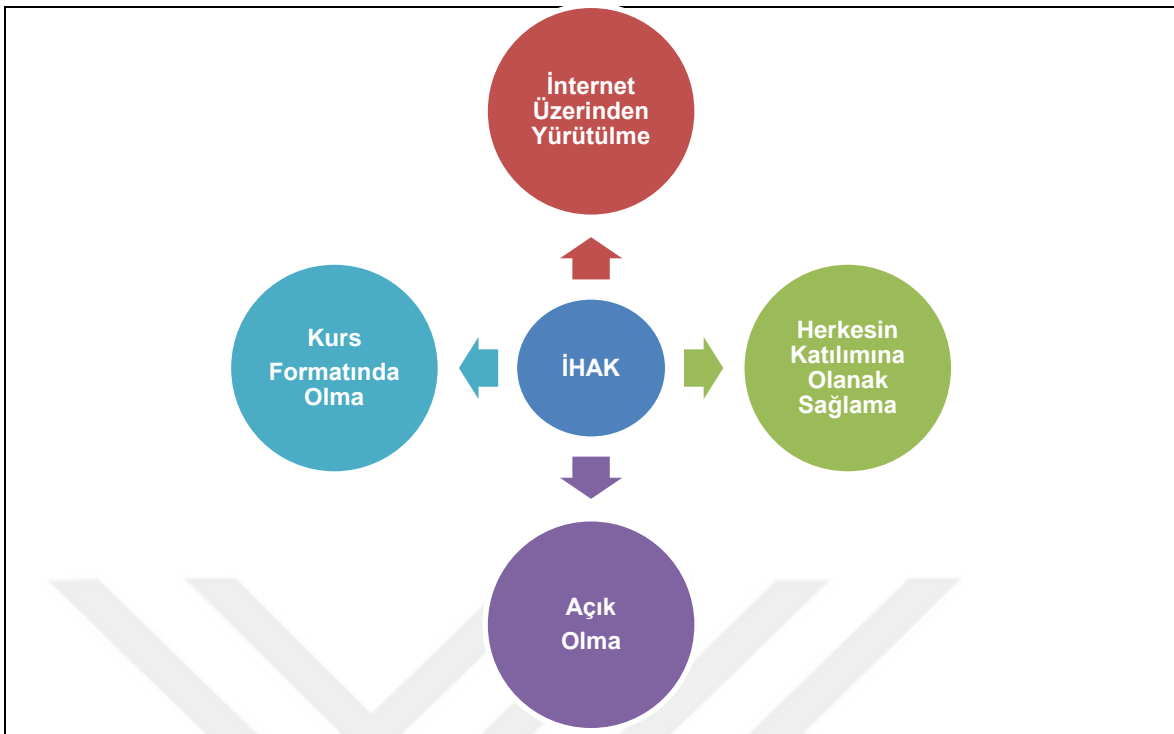 İnternet
Üzerinden
Yürütülme
Kurs
Formatında
Olma
İHAK
Herkesin
Katılımına
Olanak
Sağlama
Açık
Olma